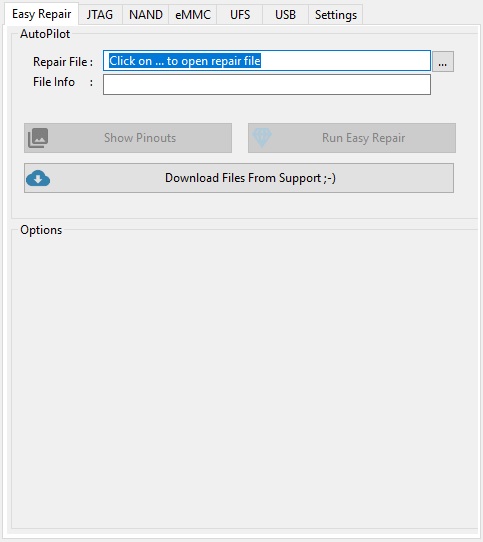 Easy Repair JTAG NAND eMMC UFS USB Settings
AutoPilot
Repair File : Click on ... to open repair file ...
File Info :
Show Pinouts Run Easy Repair
Download Files From Support ;-)
Options